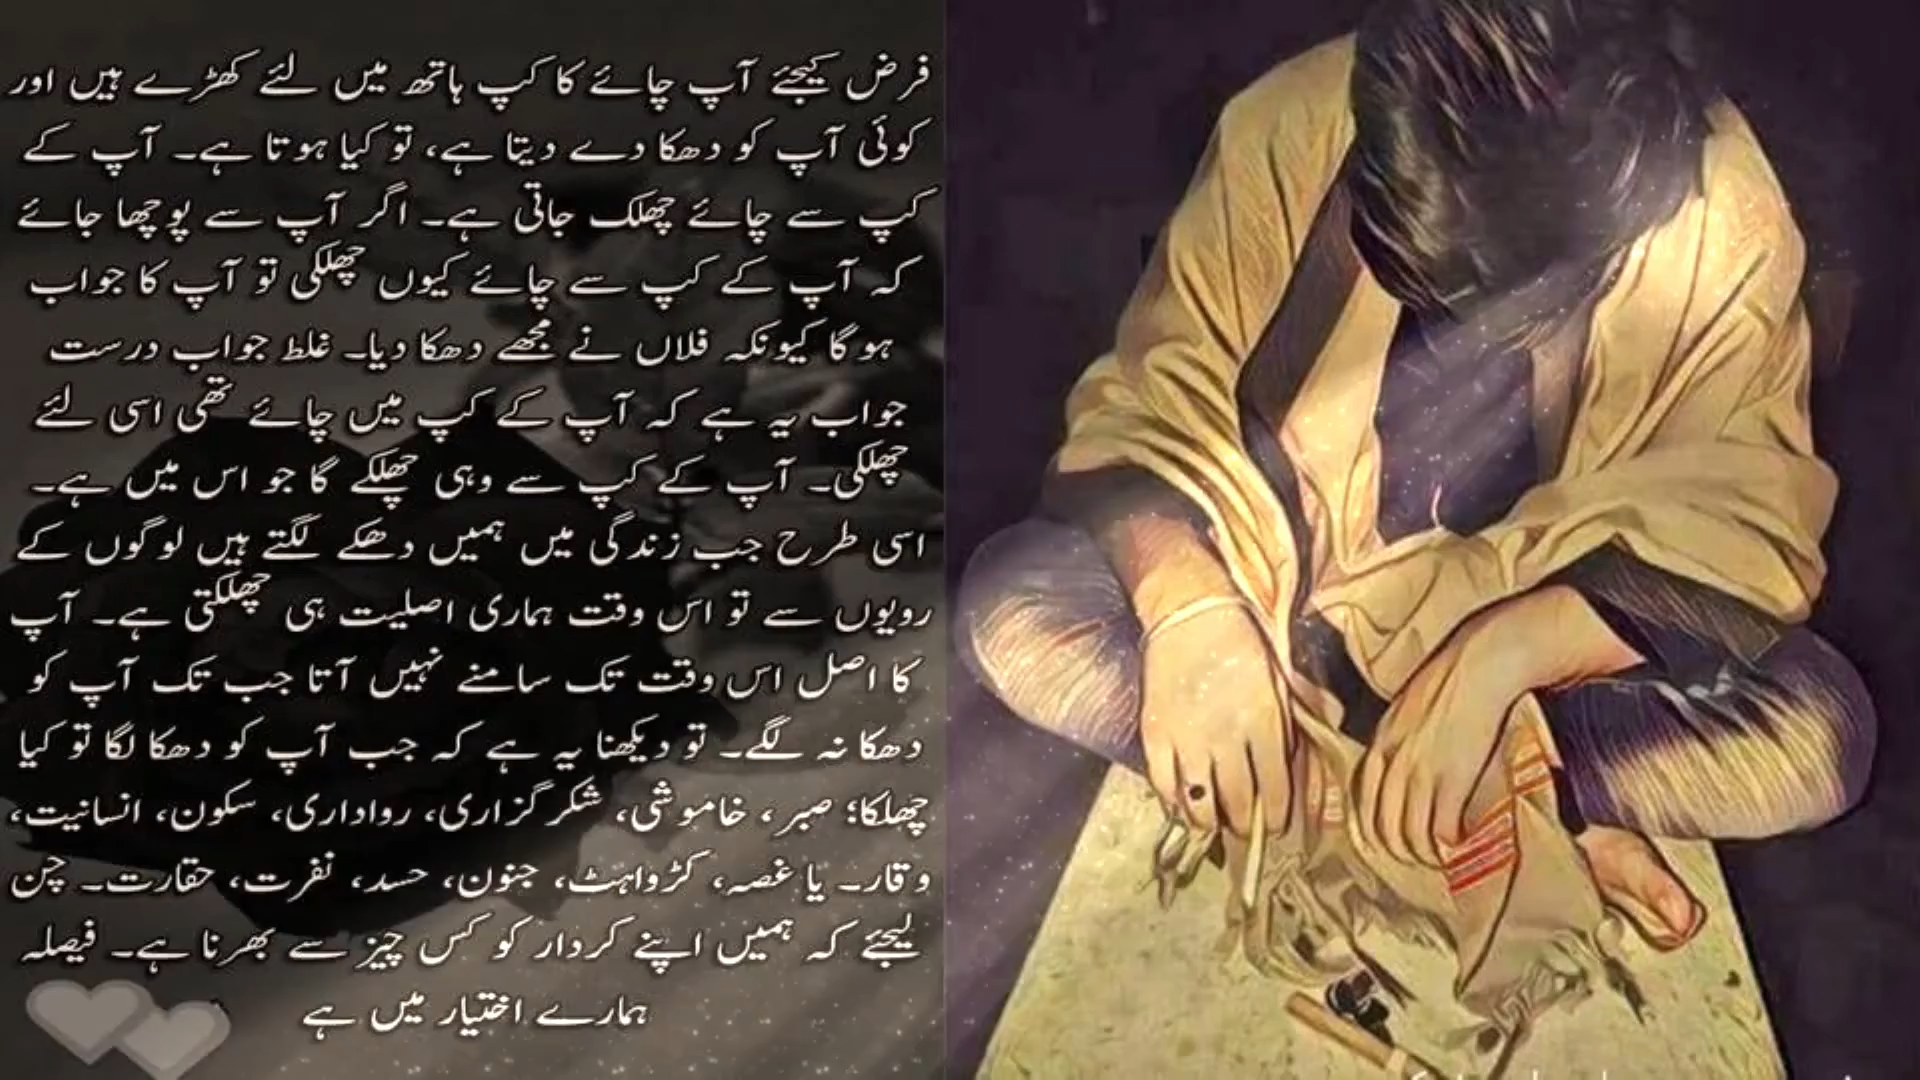 فرض کیجئے آپ چائے کا کپ ہاتھ میں لئے کھڑے ہیں اور
کوئی آپ کو دھکا دے دیتا ہے، تو کیا ہوتا ہے۔ آپ کے
کپ سے چائے چھلک جاتی ہے۔ اگر آپ سے پوچھا جائے
کہ آپ کے کپ سے چائے کیوں چھلکی تو آپ کا جواب
ہو گا کیونکہ فلاں نے مجھے دھکا دیا۔ غلط جواب درست
جواب یہ ہے کہ آپ کے کپ میں چائے تھی اسی لئے
چھلکی۔ آپ کے کپ سے وہی چھلکے گا جو اس میں ہے۔
اسی طرح جب زندگی میں ہمیں دھکے لگتے ہیں لوگوں کے
رویوں سے تو اس وقت ہماری اصلیت ہی چھلکتی ہے۔ آپ
کا اصل اس وقت تک سامنے نہیں آتا جب تک آپ کو
دھکا نہ لگے۔ تو دیکھنا یہ ہے کہ جب آپ کو دھکا لگا تو کیا
چھلکا؛ صبر، خاموشی، شکرگزاری، رواداری، سکون، انسانیت،
وقار۔ یا غصہ، کڑواہٹ، جنون، حسد، نفرت، حقارت۔ چن
لیجئے کہ ہمیں اپنے کردار کو کس چیز سے بھرنا ہے۔ فیصلہ
ہمارے اختیار میں ہے